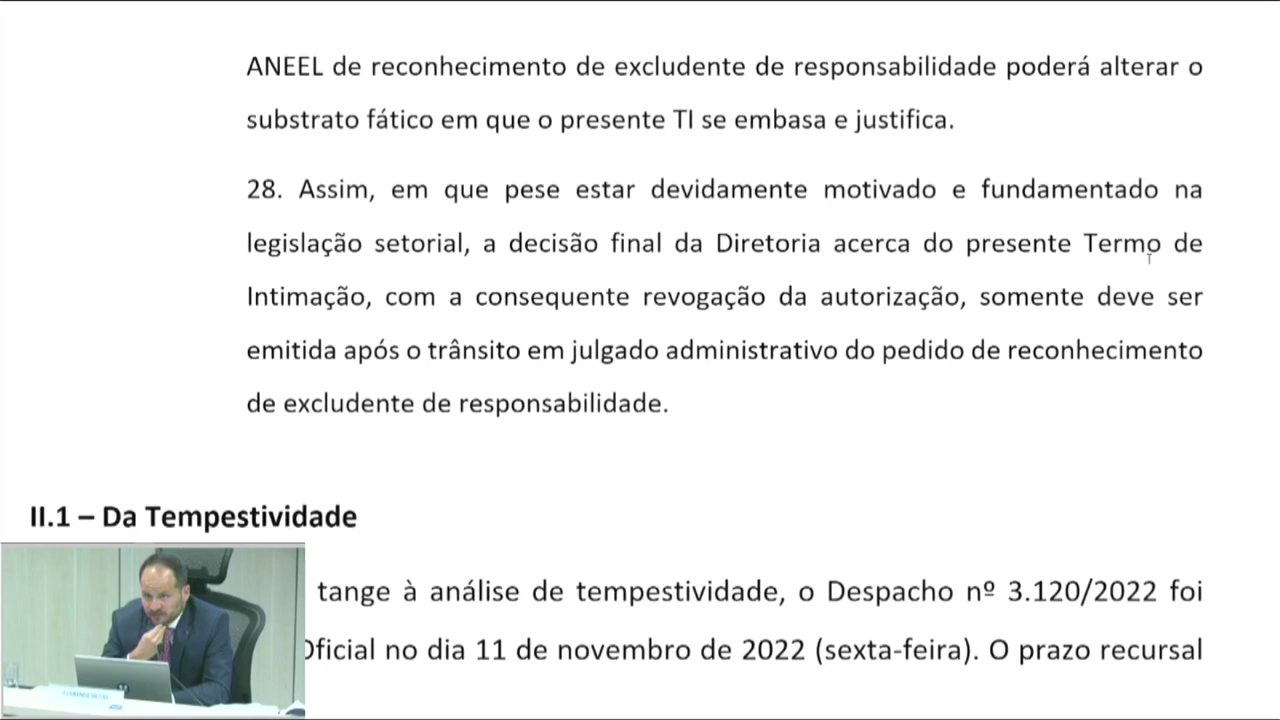 ANEEL de reconhecimento de excludente de responsabilidade poderá alterar o
substrato fático em que o presente TI se embasa e justifica.
28. Assim, em que pese estar devidamente motivado e fundamentado na
legislação setorial, a decisão final da Diretoria acerca do presente Termo de
Intimação, com a consequente revogação da autorização, somente deve ser
emitida após o trânsito em julgado administrativo do pedido de reconhecimento
de excludente de responsabilidade.
II.1 – Da Tempestividade
tange à análise de tempestividade, o Despacho nº 3.120/2022 foi
Oficial no dia 11 de novembro de 2022 (sexta-feira). O prazo recursal